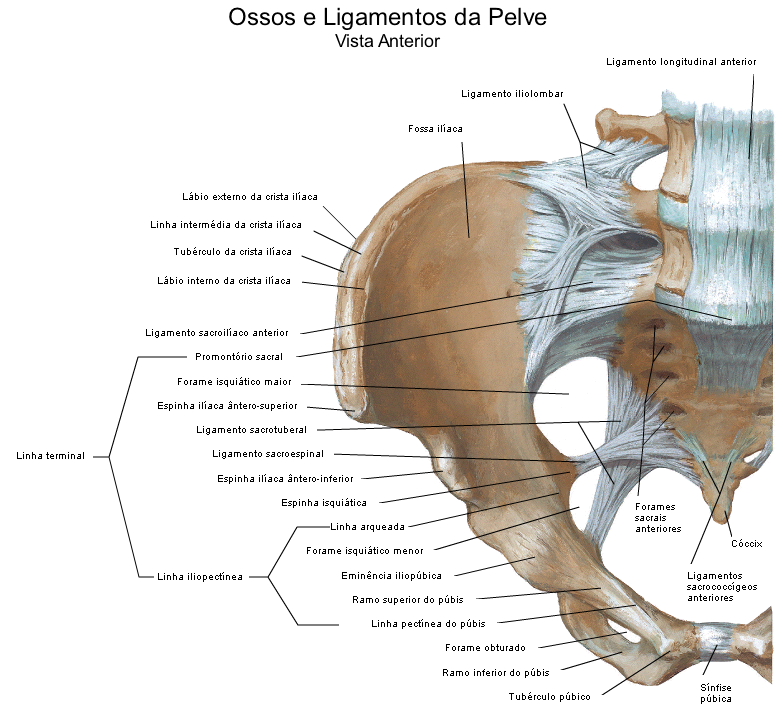 Ossos e Ligamentos da Pelve
Vista Anterior
Ligamento longitudinal anterior
Ligamento iliolombar
Fossa ilíaca
Lábio externo da crista ilíaca
Linha intermédia da crista ilíaca
Tubérculo da crista ilíaca
Lábio interno da crista ilíaca
Ligamento sacroilíaco anterior
Promontório sacral
Forame isquiático maior
Espinha ilíaca ântero-superior
Ligamento sacrotuberal
Linha terminal
Ligamento sacroespinal
Espinha ilíaca ântero-inferior
Espinha isquiática
Linha arqueada
Forame isquiático menor
Linha iliopectínea
Eminência iliopúbica
Ramo superior do púbis
Linha pectínea do púbis
Forame obturado
Ramo inferior do púbis
Tubérculo púbico
Forames
sacrais
anteriores
Cóccix
Ligamentos
sacrococcígeos
anteriores
Sínfise
púbica